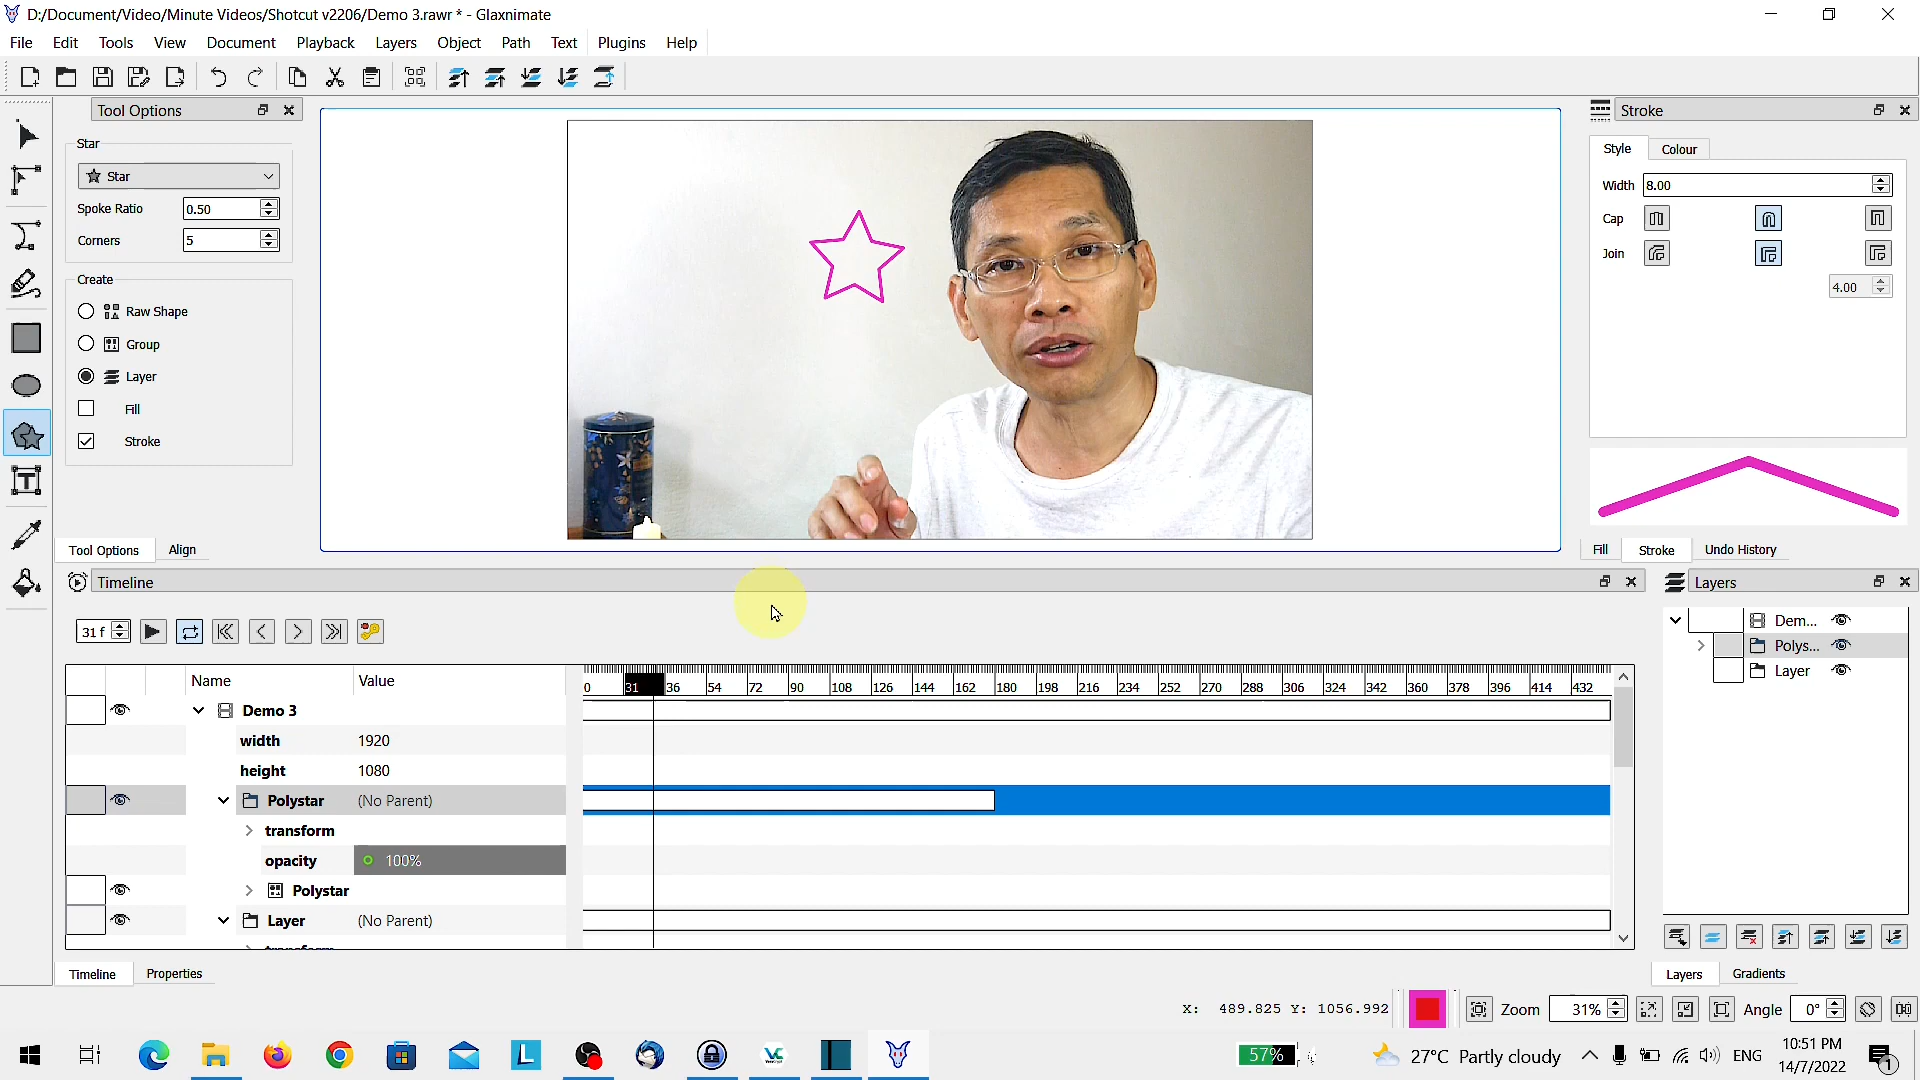 D:/Document/Video/Minute Videos/Shotcut v2206/Demo 3.rawr * - Glaxnimate
File Edit Tools View Document Playback Layers Object Path Text Plugins Help
Tool Options
Star
Star
Spoke Ratio 0.50
Corners 5
Create
Raw Shape
Group
Layer
Fill
Stroke
Tool Options Align
Stroke
Style Colour
Width 8.00
Cap
Join
4.00
Fill Stroke Undo History
Timeline
31 f
Name Value
0 31 36 54 72 90 108 126 144 162 180 198 216 234 252 270 288 306 324 342 360 378 396 414 432
Demo 3
width 1920
height 1080
Polystar (No Parent)
transform
opacity 100%
Polystar
Layer (No Parent)
Timeline Properties
Layers
Dem...
Polys...
Layer
Layers Gradients
X: 489.825 Y: 1056.992
Zoom 31% Angle 0°
57%
27°C Partly cloudy
ENG
10:51 PM
14/7/2022
1